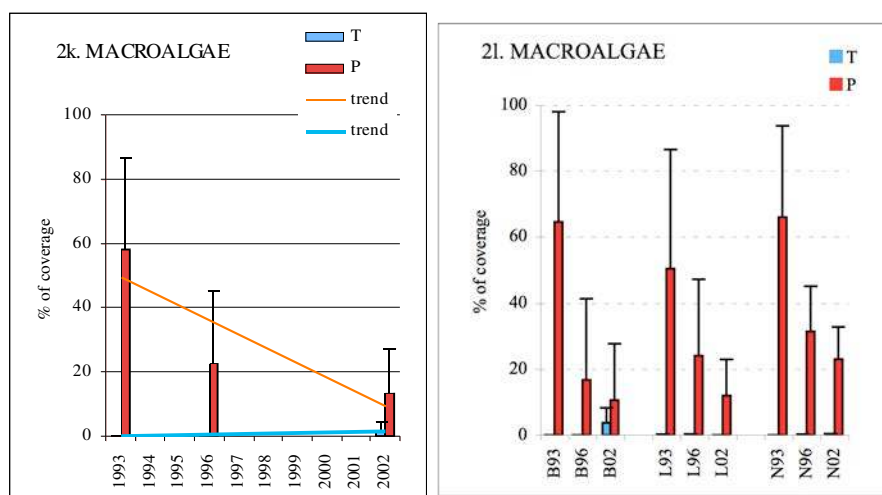 2k. MACROALGAE
T
P
trend
trend
% of coverage
100
80
60
40
20
0
1993 1994 1995 1996 1997 1998 1999 2000 2001 2002
2l. MACROALGAE
T
P
% of coverage
100
80
60
40
20
0
B93 B96 B02 L93 L96 L02 N93 N96 N02